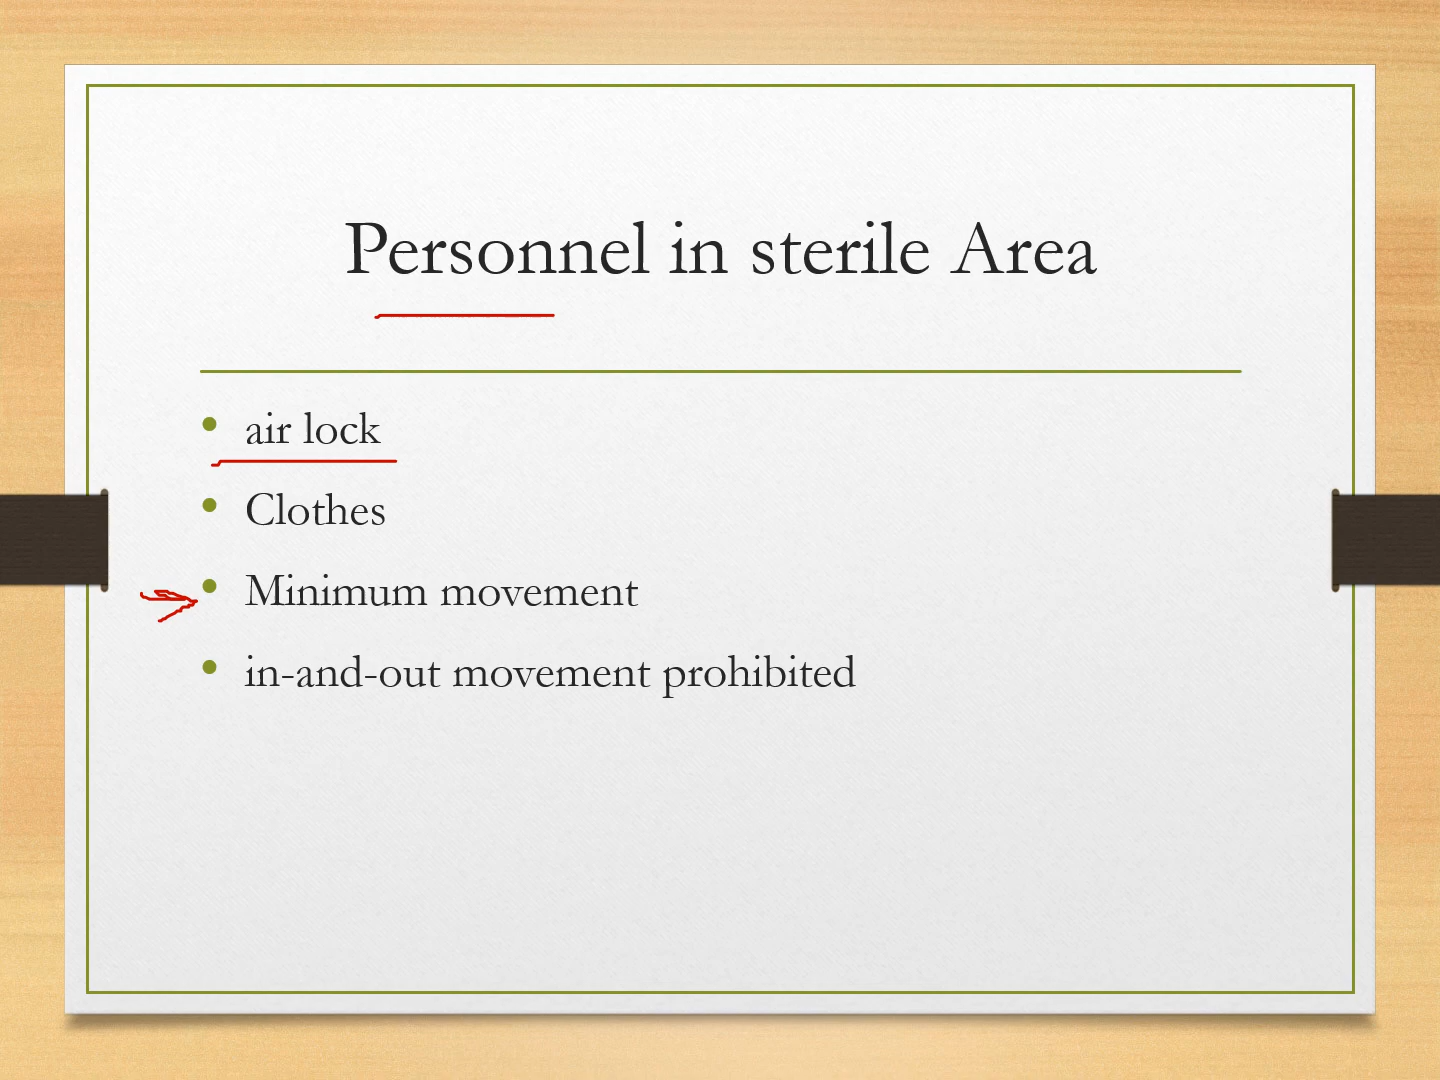 Personnel in sterile Area
• air lock
• Clothes
• Minimum movement
• in-and-out movement prohibited